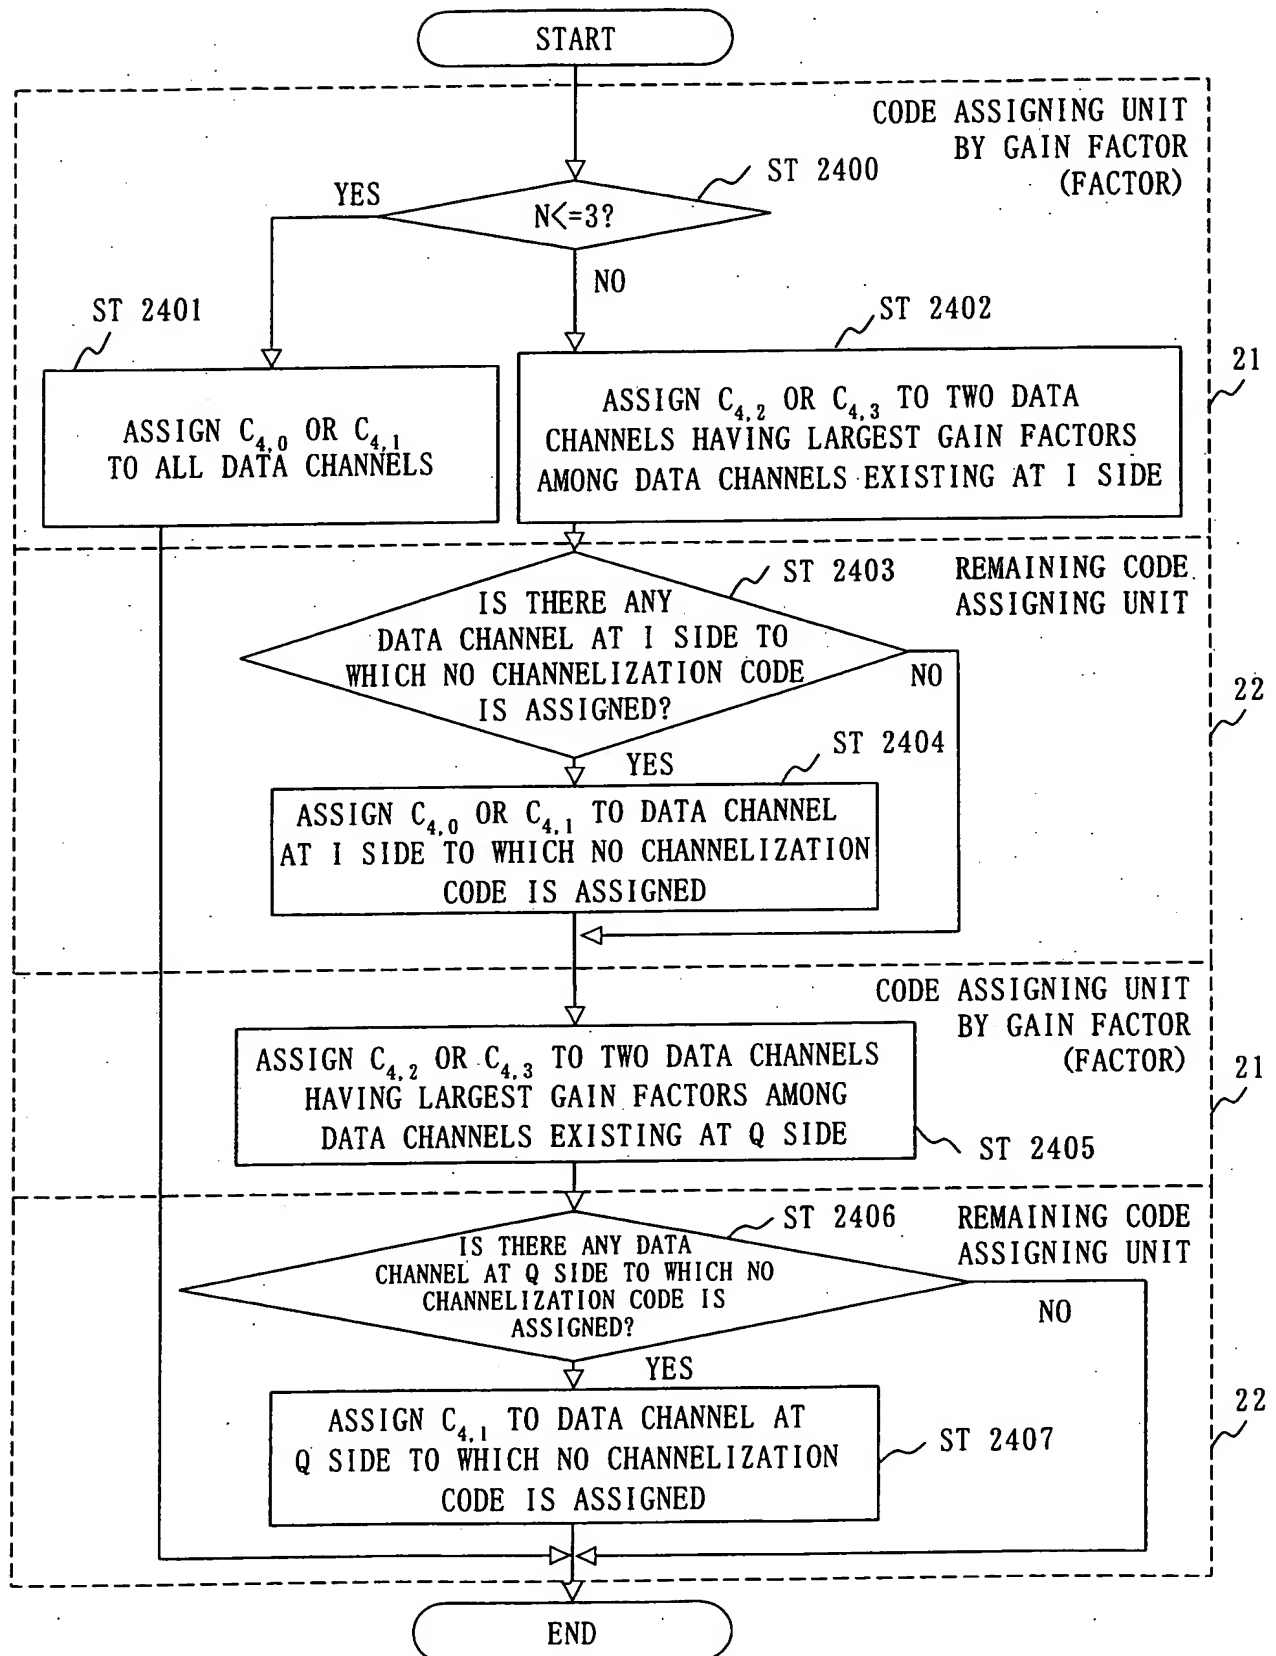 START
CODE ASSIGNING UNIT
BY GAIN FACTOR
(FACTOR)
ST 2400
YES
N<=3?
NO
ST 2401
ST 2402
21
ASSIGN C4,0 OR C4,1
TO ALL DATA CHANNELS
ASSIGN C4,2 OR C4,3 TO TWO DATA
CHANNELS HAVING LARGEST GAIN FACTORS
AMONG DATA CHANNELS EXISTING AT I SIDE
ST 2403
REMAINING CODE
ASSIGNING UNIT
IS THERE ANY
DATA CHANNEL AT I SIDE TO
WHICH NO CHANNELIZATION CODE
IS ASSIGNED?
NO
22
YES
ST 2404
ASSIGN C4,0 OR C4,1 TO DATA CHANNEL
AT I SIDE TO WHICH NO CHANNELIZATION
CODE IS ASSIGNED
CODE ASSIGNING UNIT
BY GAIN FACTOR
(FACTOR)
21
ASSIGN C4,2 OR C4,3 TO TWO DATA CHANNELS
HAVING LARGEST GAIN FACTORS AMONG
DATA CHANNELS EXISTING AT Q SIDE
ST 2405
ST 2406
REMAINING CODE
ASSIGNING UNIT
IS THERE ANY DATA
CHANNEL AT Q SIDE TO WHICH NO
CHANNELIZATION CODE IS
ASSIGNED?
NO
YES
22
ASSIGN C4,1 TO DATA CHANNEL AT
Q SIDE TO WHICH NO CHANNELIZATION
CODE IS ASSIGNED
ST 2407
END